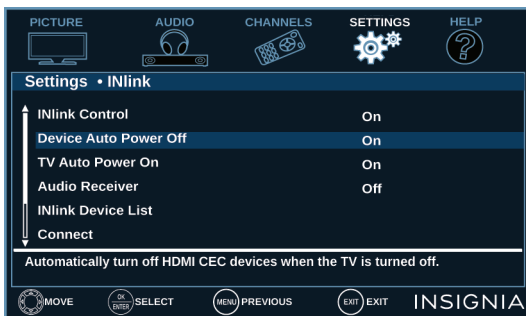 PICTURE AUDIO CHANNELS SETTINGS HELP
Settings • INlink
INlink Control On
Device Auto Power Off On
TV Auto Power On On
Audio Receiver Off
INlink Device List
Connect
Automatically turn off HDMI CEC devices when the TV is turned off.
MOVE OK ENTER SELECT MENU PREVIOUS EXIT EXIT INSIGNIA